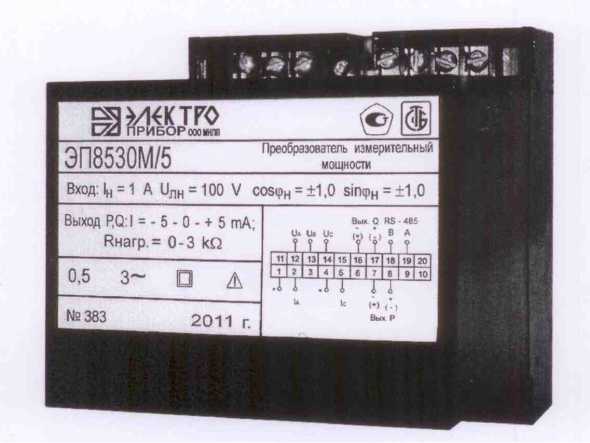 ЭЛЕКТРО
ПРИБОР ООО МНПП
ЭП8530М/5
Преобразователь измерительный
мощности
Вход: Iн = 1 А Uлн = 100 V cosφн = ±1,0 sinφн = ±1,0
Выход P,Q: I = - 5 - 0 - + 5 mA;
Rнагр. = 0-3 kΩ
0,5 3~
№ 383
2011 г.
Вых. Q RS - 485
UA UB UC (+) (-) B A
11 12 13 14 15 16 17 18 19 20
1 2 3 4 5 6 7 8 9 10
IA IC (+) (-)
Вых. P